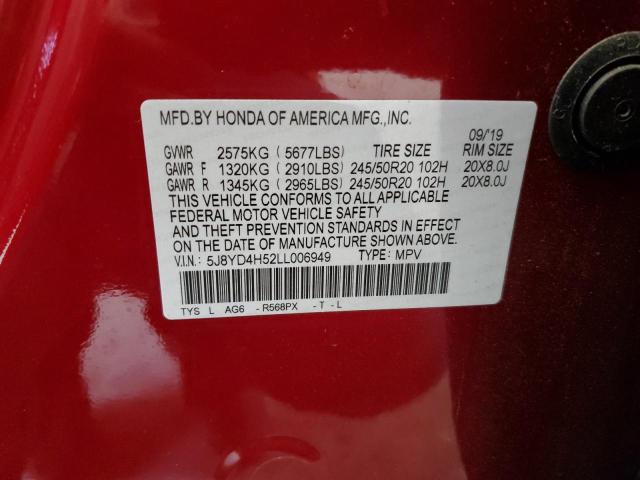 MFD.BY HONDA OF AMERICA MFG.,INC.
09/'19
GVWR 2575KG ( 5677LBS) TIRE SIZE RIM SIZE
GAWR F 1320KG ( 2910LBS) 245/50R20 102H 20X8.0J
GAWR R 1345KG ( 2965LBS) 245/50R20 102H 20X8.0J
THIS VEHICLE CONFORMS TO ALL APPLICABLE
FEDERAL MOTOR VEHICLE SAFETY
AND THEFT PREVENTION STANDARDS IN EFFECT
ON THE DATE OF MANUFACTURE SHOWN ABOVE.
V.I.N.: 5J8YD4H52LL006949 TYPE: MPV
TYS L AG6 - R568PX - T - L